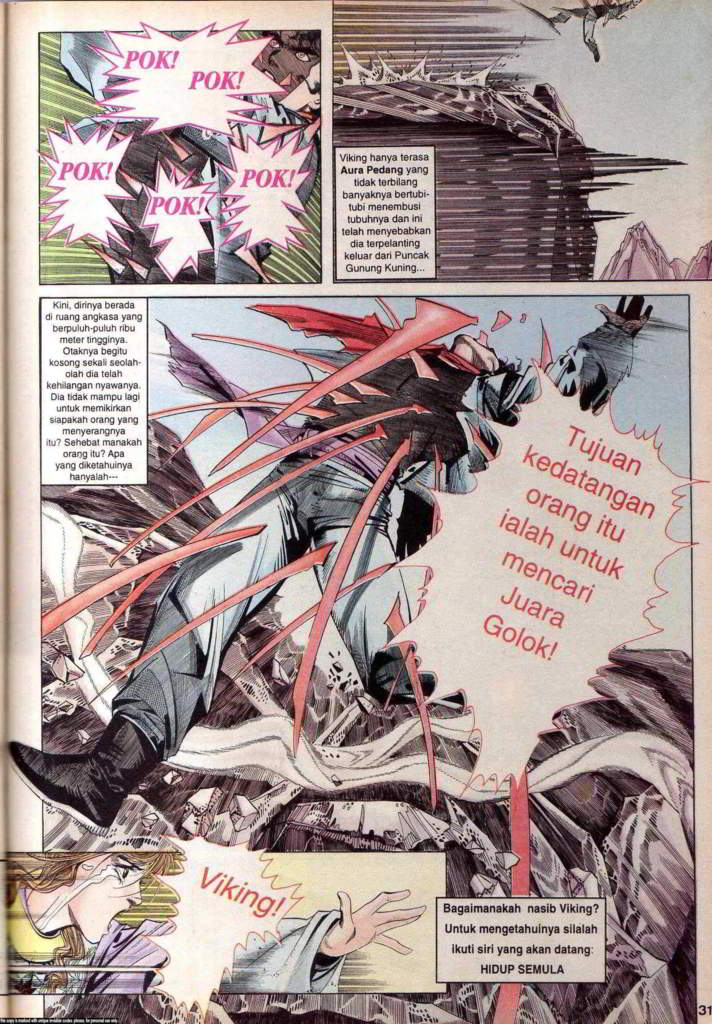 POK!
POK!
POK!
POK!
POK!
Viking hanya terasa
Aura Pedang yang
tidak terbilang
banyaknya bertubi-
tubi menembusi
tubuhnya dan ini
telah menyebabkan
dia terpelanting
keluar dari Puncak
Gunung Kuning...
Kini, dirinya berada
di ruang angkasa yang
berpuluh-puluh ribu
meter tingginya.
Otaknya begitu
kosong sekali seolah-
olah dia telah
kehilangan nyawanya.
Dia tidak mampu lagi
untuk memikirkan
siapakah orang yang
menyerangnya
itu? Sehebat manakah
orang itu? Apa
yang diketahuinya
hanyalah---
Tujuan
kedatangan
orang itu
ialah untuk
mencari
Juara
Golok!
Viking!
Bagaimanakah nasib Viking?
Untuk mengetahuinya silalah
ikuti siri yang akan datang:
HIDUP SEMULA
31